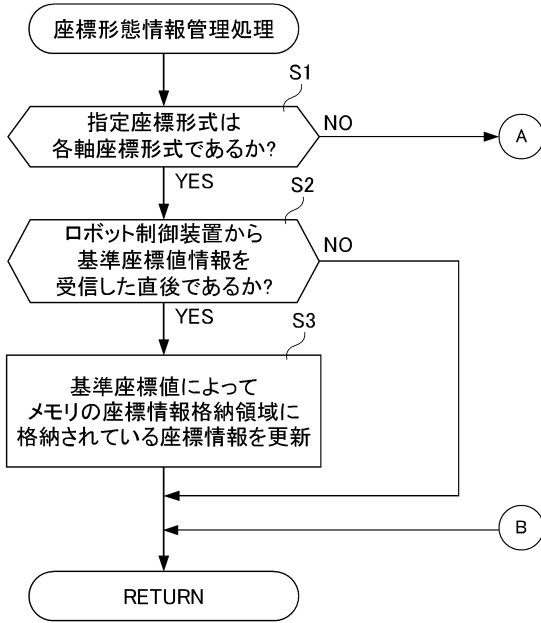 座標形態情報管理処理
S1
指定座標形式は
各軸座標形式であるか?
NO
A
YES
S2
ロボット制御装置から
基準座標値情報を
受信した直後であるか?
NO
YES
S3
基準座標値によって
メモリの座標情報格納領域に
格納されている座標情報を更新
B
RETURN